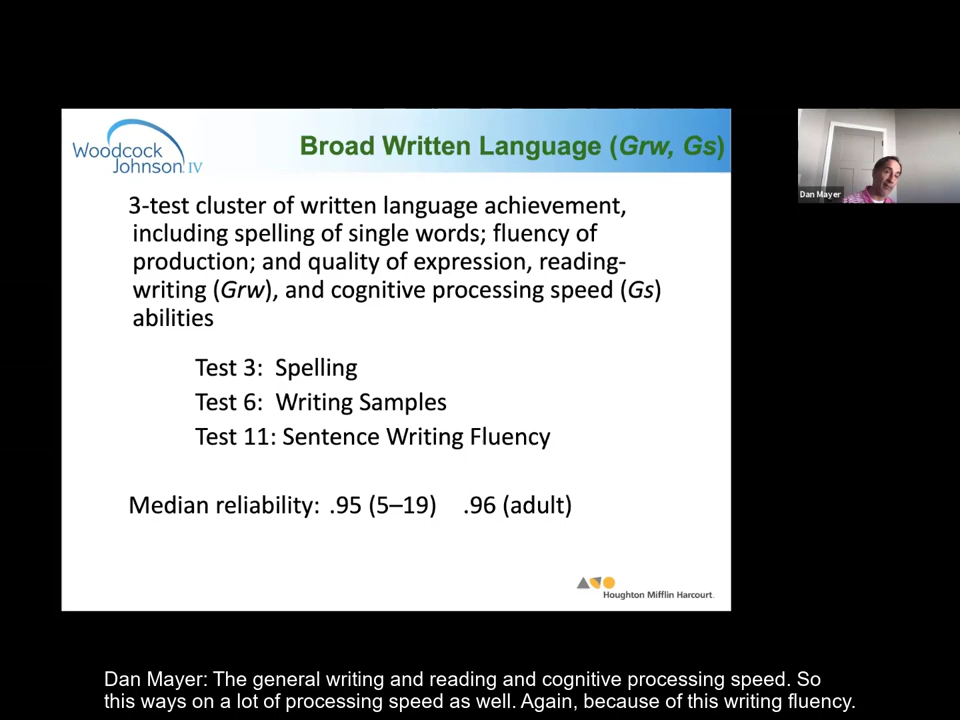 Woodcock
Johnson IV
Broad Written Language (Grw, Gs)
3-test cluster of written language achievement,
including spelling of single words; fluency of
production; and quality of expression, reading-
writing (Grw), and cognitive processing speed (Gs)
abilities
Test 3: Spelling
Test 6: Writing Samples
Test 11: Sentence Writing Fluency
Median reliability: .95 (5–19) .96 (adult)
Houghton Mifflin Harcourt
Dan Mayer
Dan Mayer: The general writing and reading and cognitive processing speed. So
this ways on a lot of processing speed as well. Again, because of this writing fluency.